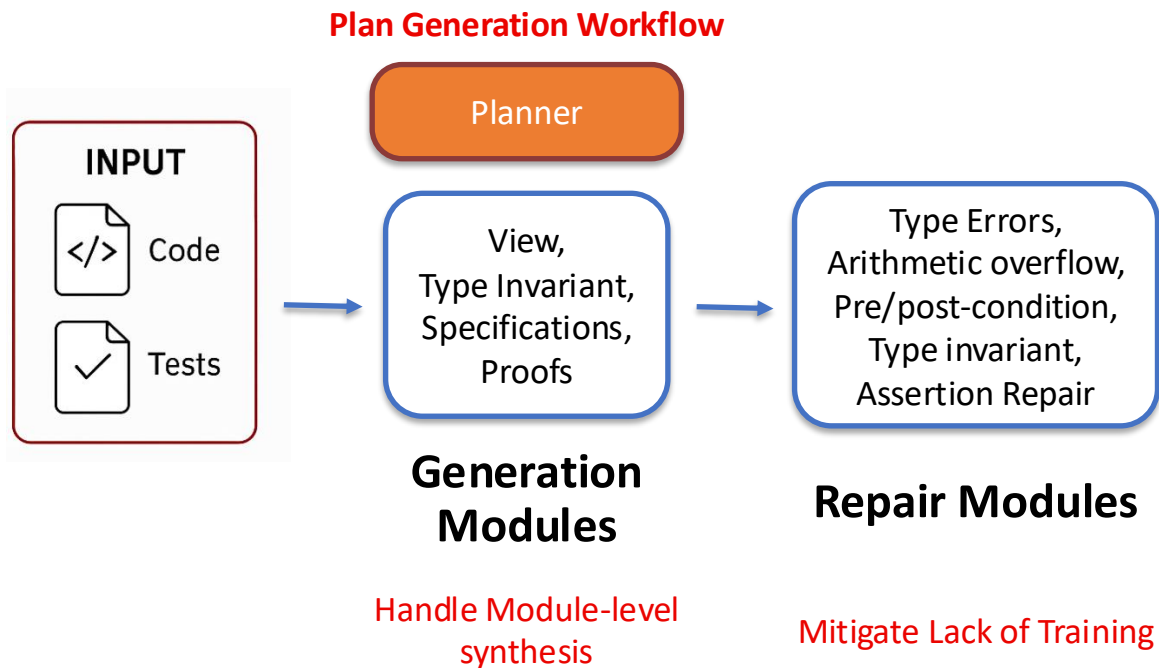 Plan Generation Workflow
Planner
INPUT
</> Code
Tests
View,
Type Invariant,
Specifications,
Proofs
Generation
Modules
Handle Module-level
synthesis
Type Errors,
Arithmetic overflow,
Pre/post-condition,
Type invariant,
Assertion Repair
Repair Modules
Mitigate Lack of Training